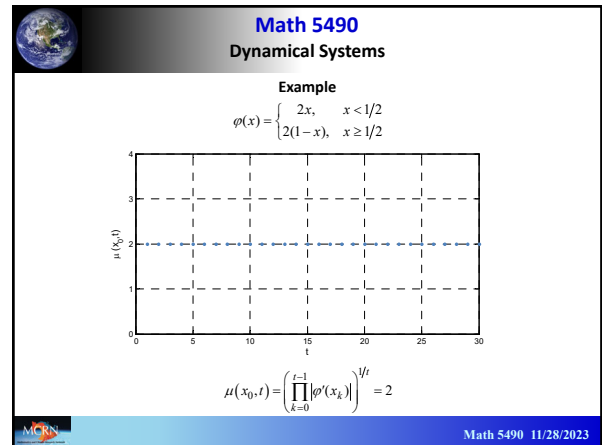 Math 5490
Dynamical Systems
Example
φ(x) = { 2x, x < 1/2
2(1−x), x ≥ 1/2
4
3
2
1
0
μ (x₀,t)
0 5 10 15 20 25 30
t
μ(x₀,t) = (∏_{k=0}^{t−1} |φ′(x_k)|)^{1/t} = 2
MCRN
Math 5490 11/28/2023